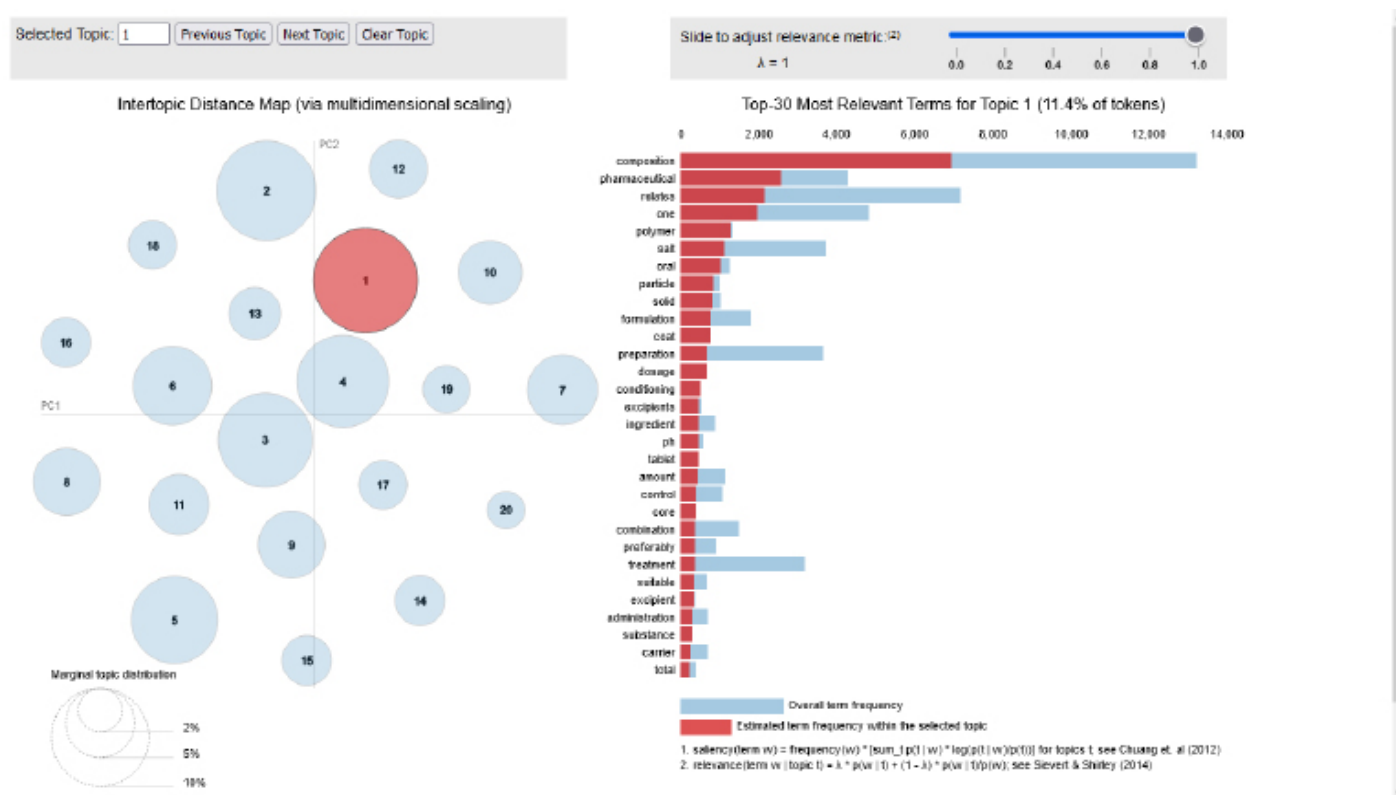 Selected Topic: 1 Previous Topic Next Topic Clear Topic
Slide to adjust relevance metric:(2)
λ = 1
0.0 0.2 0.4 0.6 0.8 1.0
Intertopic Distance Map (via multidimensional scaling)
PC2
12
2
18
10
1
13
16
4
6
19
7
PC1
3
8
17
11
20
9
14
5
15
Marginal topic distribution
2%
5%
10%
Top-30 Most Relevant Terms for Topic 1 (11.4% of tokens)
0 2,000 4,000 6,000 8,000 10,000 12,000 14,000
composition
pharmaceutical
relates
one
polymer
salt
oral
particle
solid
formulation
coat
preparation
dosage
conditioning
excipients
ingredient
ph
tablet
amount
control
core
combination
preferably
treatment
suitable
excipient
administration
substance
carrier
total
Overall term frequency
Estimated term frequency within the selected topic
1. saliency(term w) = frequency(w) * [sum_t p(t | w) * log(p(t | w)/p(t))] for topics t; see Chuang et. al (2012)
2. relevance(term w | topic t) = λ * p(w | t) + (1 - λ) * p(w | t)/p(w); see Sievert & Shirley (2014)